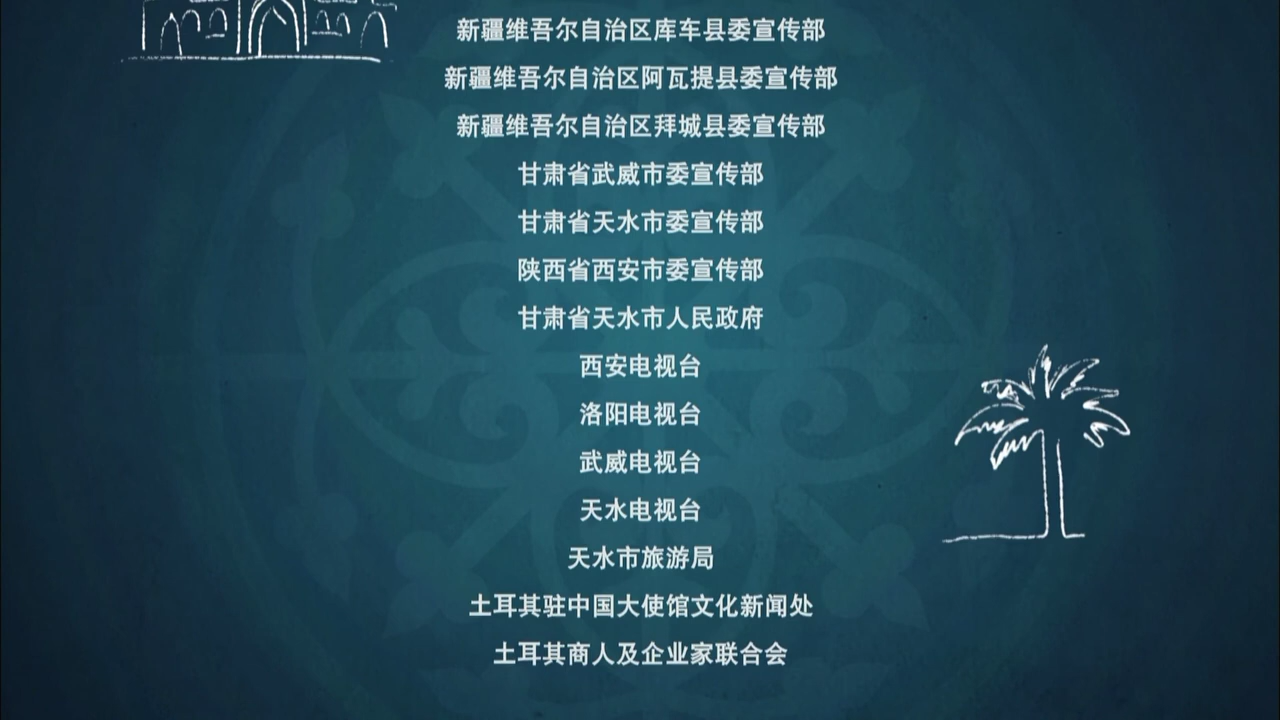 新疆维吾尔自治区库车县委宣传部
新疆维吾尔自治区阿瓦提县委宣传部
新疆维吾尔自治区拜城县委宣传部
甘肃省武威市委宣传部
甘肃省天水市委宣传部
陕西省西安市委宣传部
甘肃省天水市人民政府
西安电视台
洛阳电视台
武威电视台
天水电视台
天水市旅游局
土耳其驻中国大使馆文化新闻处
土耳其商人及企业家联合会